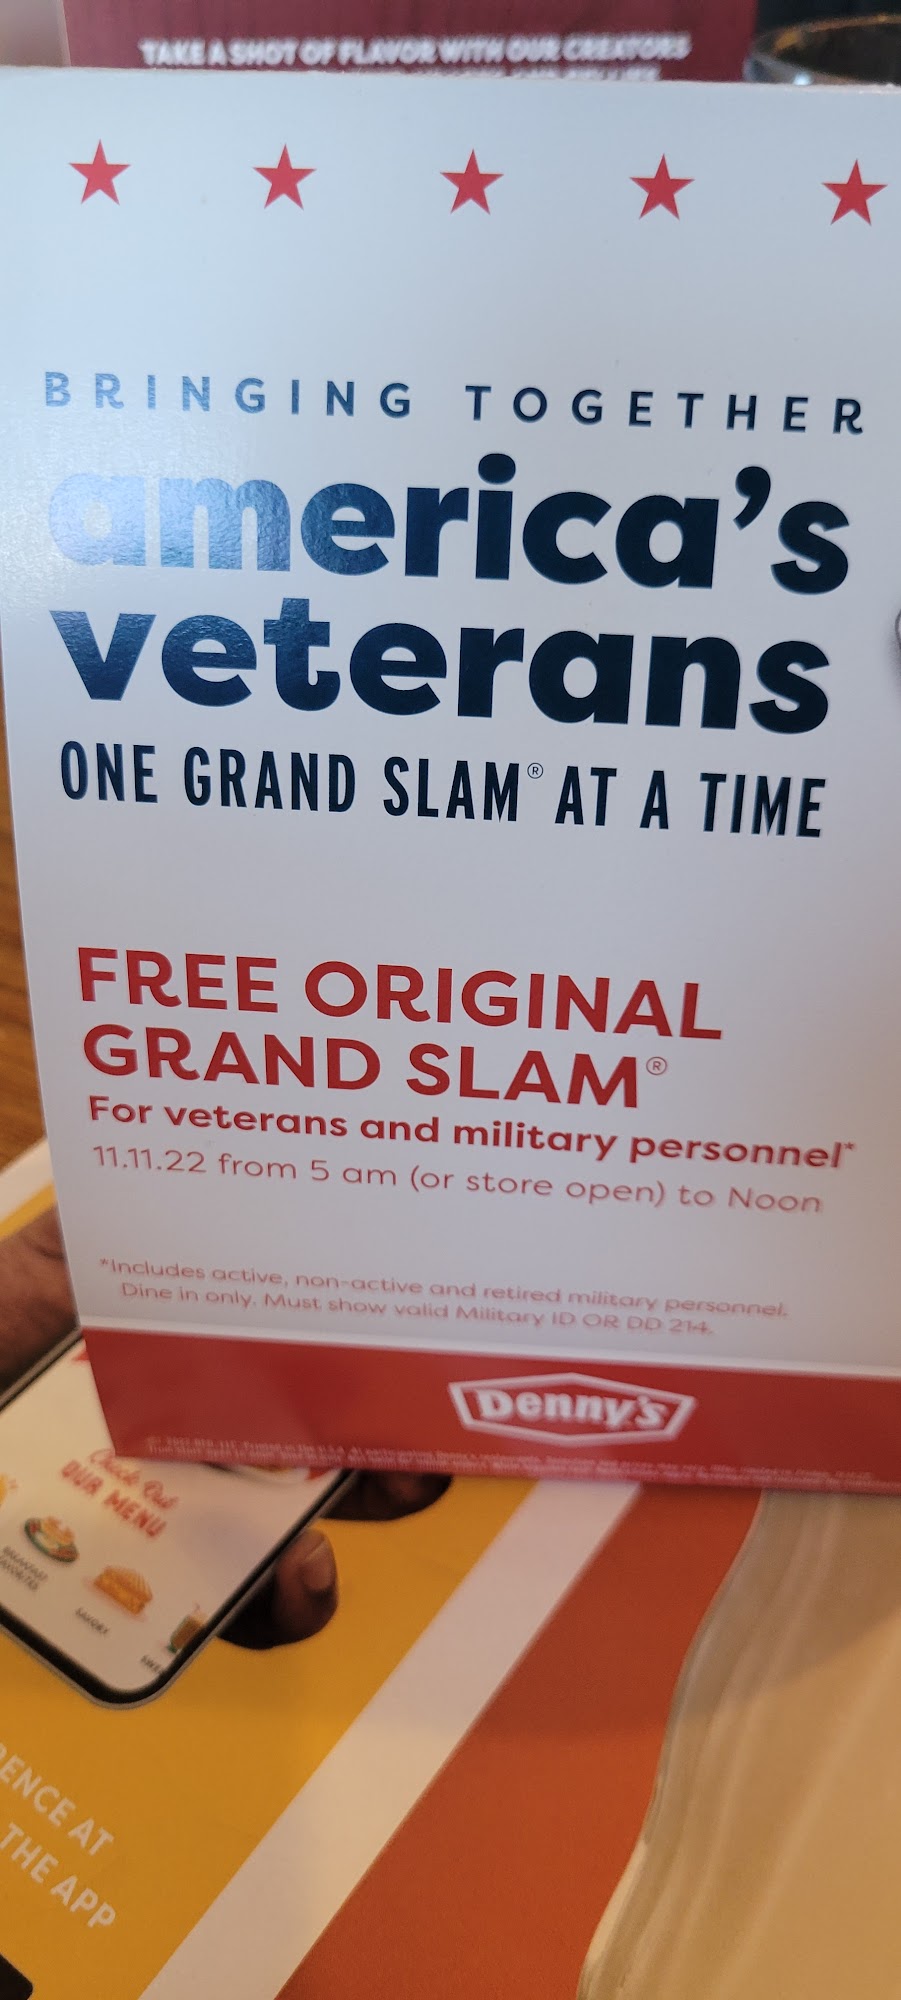 TAKE A SHOT OF FLAVOR WITH OUR CREATORS
BRINGING TOGETHER
america's
veterans
ONE GRAND SLAM® AT A TIME
FREE ORIGINAL
GRAND SLAM®
For veterans and military personnel*
11.11.22 from 5 am (or store open) to Noon
*Includes active, non-active and retired military personnel.
Dine in only. Must show valid Military ID OR DD 214.
Denny's
Check Out
OUR MENU
BREAKFAST
FAVORITES
SAVORY
ENCE AT
THE APP